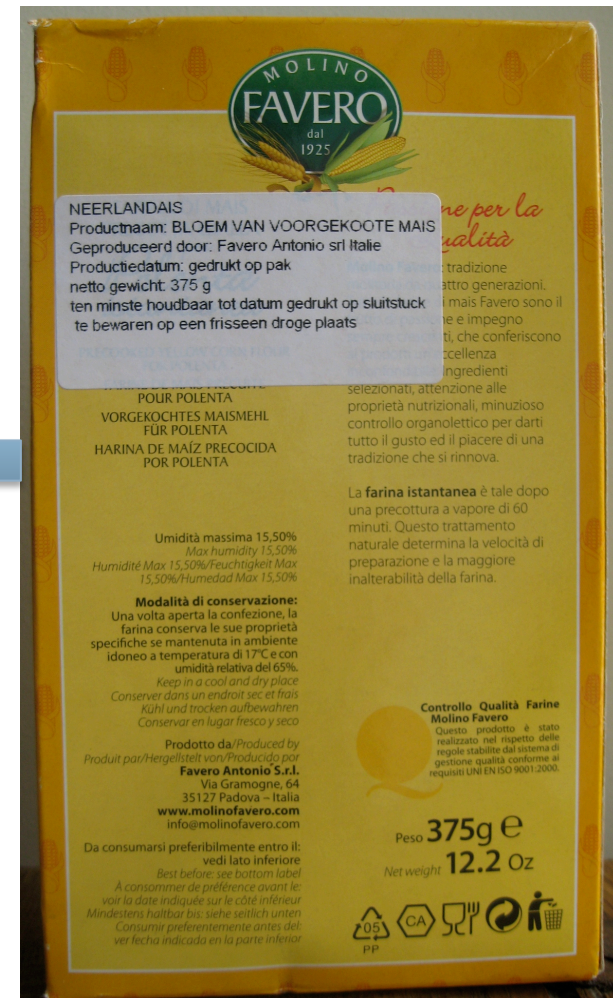 MOLINO
FAVERO
dal
1925
NEERLANDAIS
Productnaam: BLOEM VAN VOORGEKOOTE MAIS
Geproduceerd door: Favero Antonio srl Italie
Productiedatum: gedrukt op pak
netto gewicht: 375 g
ten minste houdbaar tot datum gedrukt op sluitstuck
te bewaren op een frisseen droge plaats
POUR POLENTA
VORGEKOCHTES MAISMEHL
FÜR POLENTA
HARINA DE MAÍZ PRECOCIDA
POR POLENTA
Umidità massima 15,50%
Max humidity 15,50%
Humidité Max 15,50%/Feuchtigkeit Max
15,50%/Humedad Max 15,50%
Modalità di conservazione:
Una volta aperta la confezione, la
farina conserva le sue proprietà
specifiche se mantenuta in ambiente
idoneo a temperatura di 17°C e con
umidità relativa del 65%.
Keep in a cool and dry place
Conserver dans un endroit sec et frais
Kühl und trocken aufbewahren
Conservar en lugar fresco y seco
Prodotto da/Produced by
Produit par/Hergelistelt von/Producido por
Favero Antonio S.r.l.
Via Gramogne, 64
35127 Padova – Italia
www.molinofavero.com
info@molinofavero.com
Da consumarsi preferibilmente entro il:
vedi lato inferiore
Best before: see bottom label
À consommer de préférence avant le:
voir la date indiquée sur le côté inférieur
Mindestens haltbar bis: siehe seitlich unten
Consumir preferentemente antes del:
ver fecha indicada en la parte inferior
per la
tradizione
generazioni.
mais Favero sono il
e impegno
che conferiscono
selezionati, attenzione alle
proprietà nutrizionali, minuzioso
controllo organolettico per darti
tutto il gusto ed il piacere di una
tradizione che si rinnova.
La farina istantanea è tale dopo
una precottura a vapore di 60
minuti. Questo trattamento
naturale determina la velocità di
preparazione e la maggiore
inalterabilità della farina.
Controllo Qualità Farine
Molino Favero
Questo prodotto è stato
realizzato nel rispetto delle
regole stabilite dal sistema di
gestione qualità conforme ai
requisiti UNI EN ISO 9001:2000.
Peso 375g e
Net weight 12.2 Oz
05
PP
CA